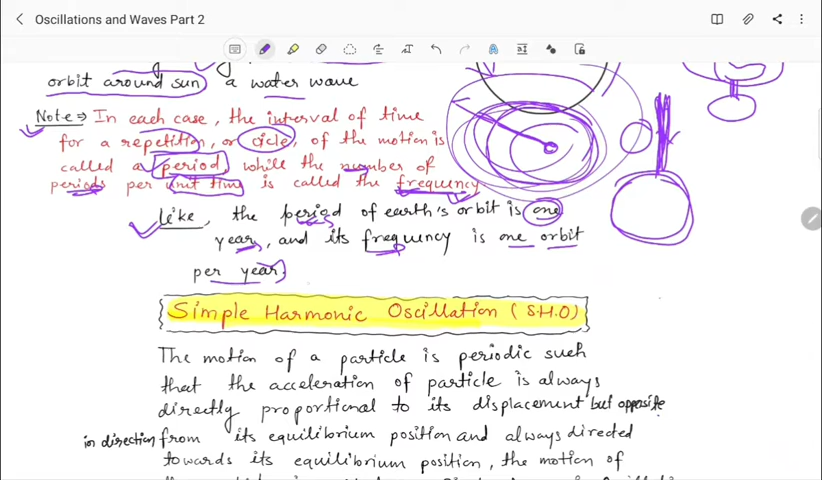 Oscillations and Waves Part 2
orbit around sun a water wave
Note ⇒ In each case, the interval of time
for a repetition, or cicle, of the motion is
called a period, while the number of
periods per unit time is called the frequency
like, the period of earth's orbit is one
year, and its frequency is one orbit
per year.
Simple Harmonic Oscillation (S.H.O)
The motion of a particle is periodic such
that the acceleration of particle is always
directly proportional to its displacement but opposite
in direction from its equilibrium position and always directed
towards its equilibrium position, the motion of